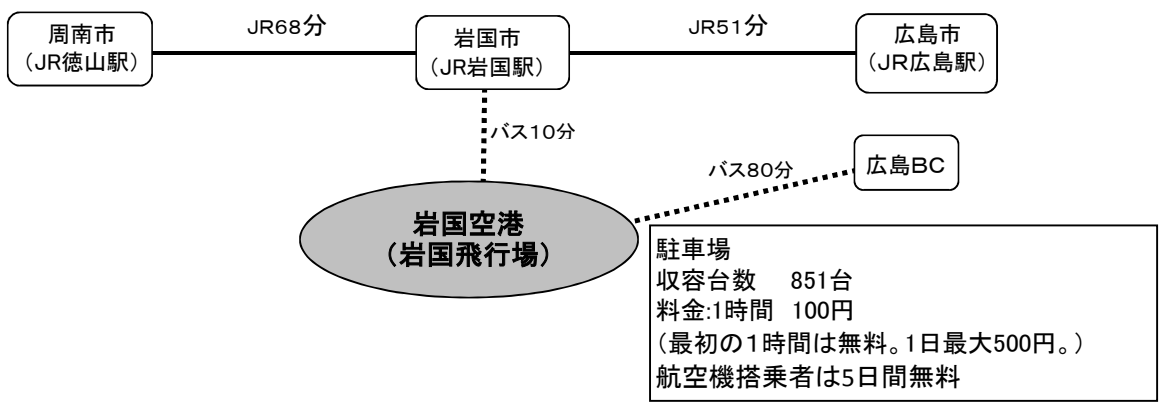 JR68分
JR51分
周南市
（JR徳山駅）
岩国市
（JR岩国駅）
広島市
（JR広島駅）
バス10分
バス80分
広島BC
岩国空港
（岩国飛行場）
駐車場
収容台数　851台
料金:1時間　100円
（最初の１時間は無料。1日最大500円。）
航空機搭乗者は5日間無料